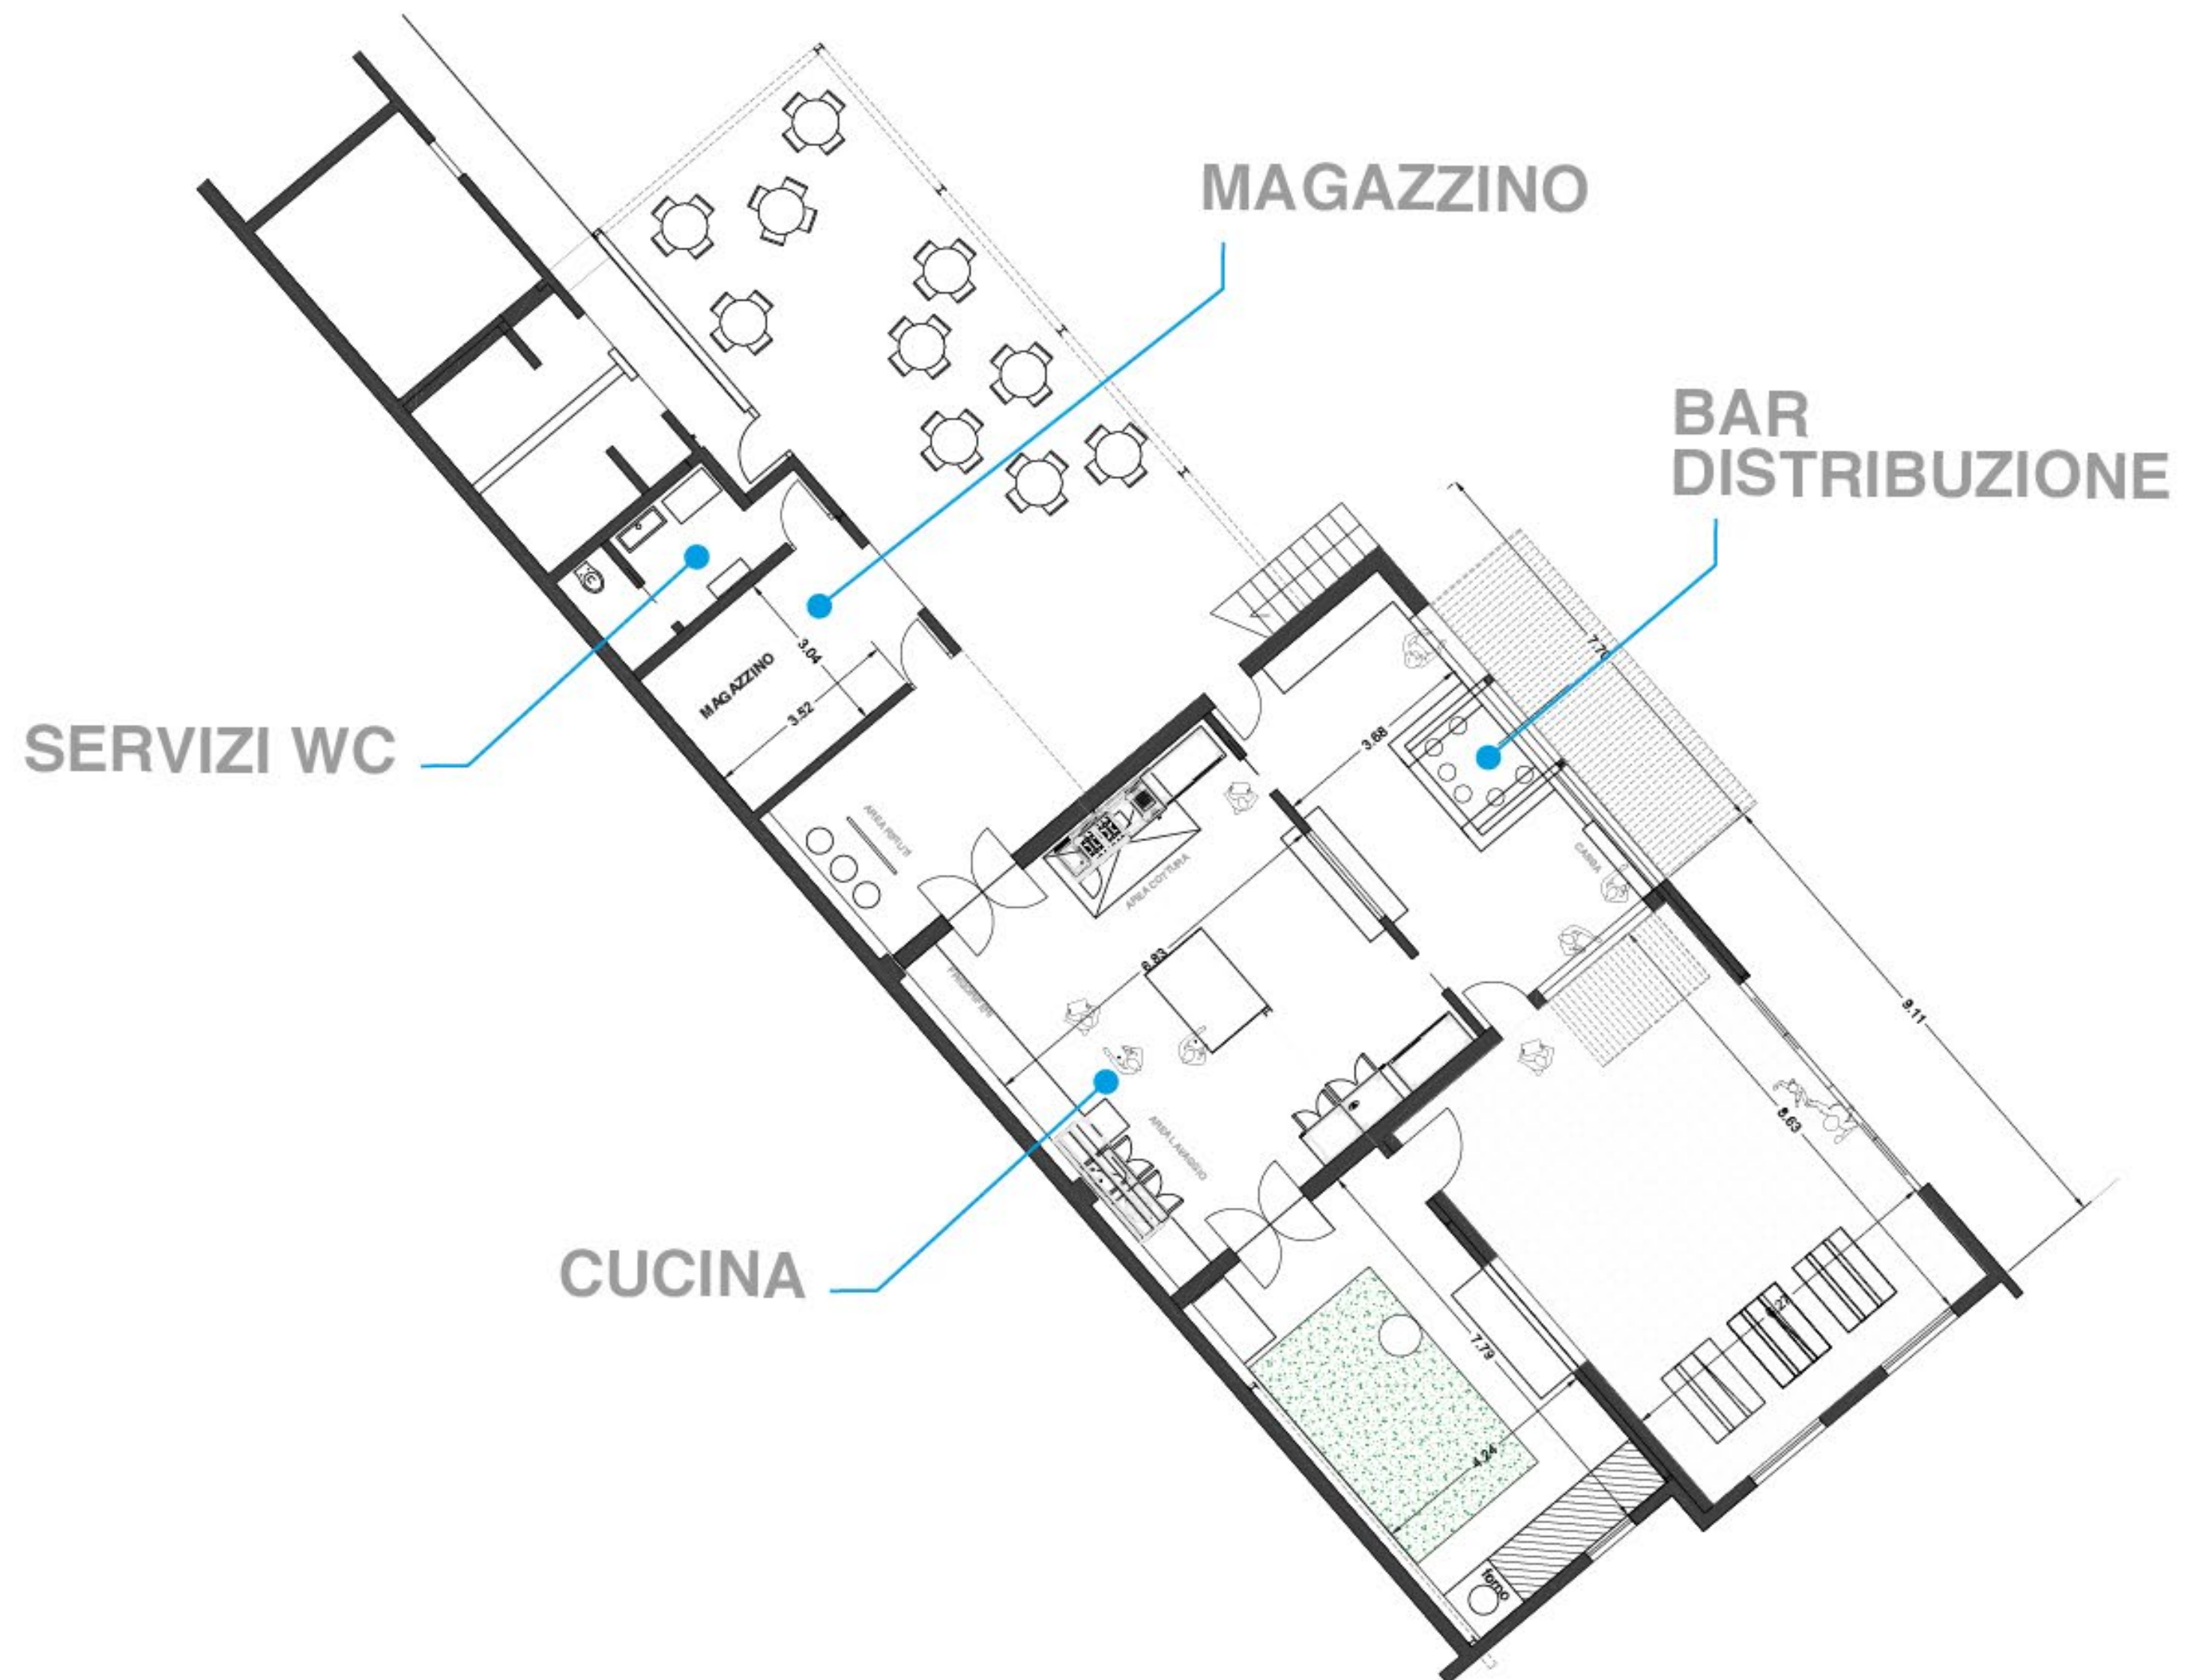 MAGAZZINO
BAR
DISTRIBUZIONE
SERVIZI WC
CUCINA
MAGAZZINO
3.04
3.52
7.70
3.68
AREA RIFIUTI
AREA COTTURA
CASSA
6.83
9.11
8.63
AREA LAVAGGIO
7.79
4.24
forno